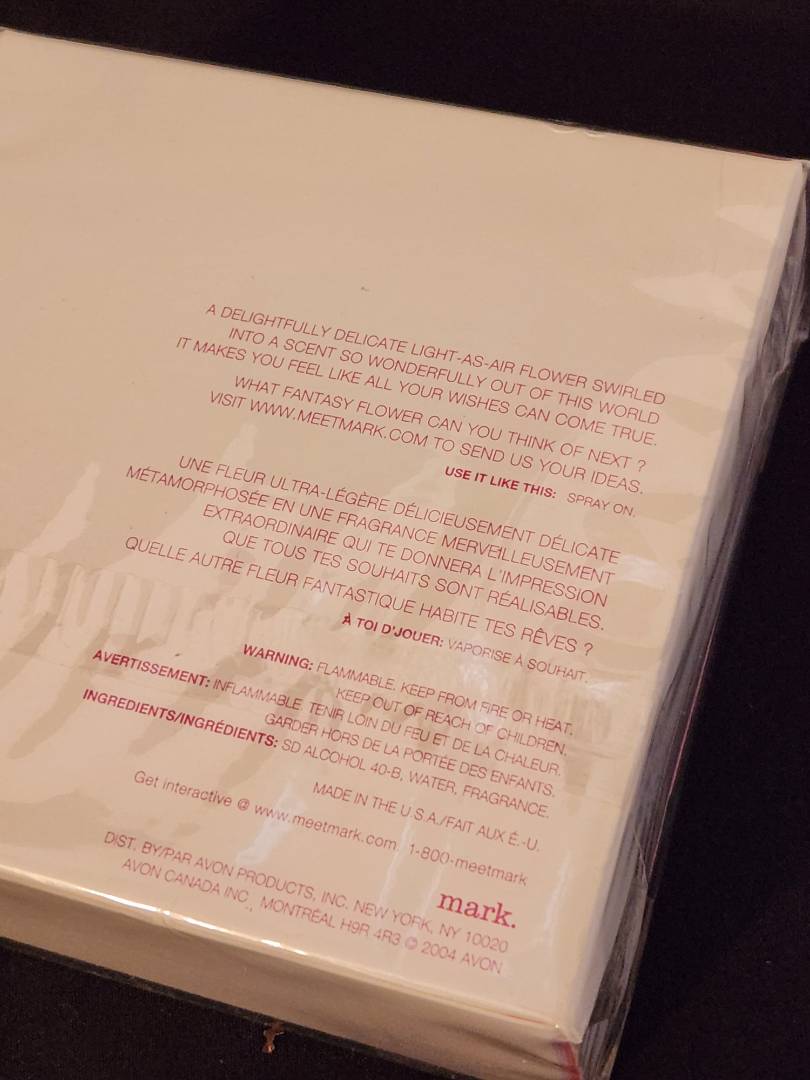 A DELIGHTFULLY DELICATE LIGHT-AS-AIR FLOWER SWIRLED
INTO A SCENT SO WONDERFULLY OUT OF THIS WORLD
IT MAKES YOU FEEL LIKE ALL YOUR WISHES CAN COME TRUE.
WHAT FANTASY FLOWER CAN YOU THINK OF NEXT ?
VISIT WWW.MEETMARK.COM TO SEND US YOUR IDEAS.
USE IT LIKE THIS: SPRAY ON.
UNE FLEUR ULTRA-LÉGÈRE DÉLICIEUSEMENT DÉLICATE
MÉTAMORPHOSÉE EN UNE FRAGRANCE MERVEILLEUSEMENT
EXTRAORDINAIRE QUI TE DONNERA L'IMPRESSION
QUE TOUS TES SOUHAITS SONT RÉALISABLES.
QUELLE AUTRE FLEUR FANTASTIQUE HABITE TES RÊVES ?
À TOI D'JOUER: VAPORISE À SOUHAIT.
WARNING: FLAMMABLE. KEEP FROM FIRE OR HEAT.
KEEP OUT OF REACH OF CHILDREN.
AVERTISSEMENT: INFLAMMABLE. TENIR LOIN DU FEU ET DE LA CHALEUR.
GARDER HORS DE LA PORTÉE DES ENFANTS.
INGREDIENTS/INGRÉDIENTS: SD ALCOHOL 40-B, WATER, FRAGRANCE.
MADE IN THE U.S.A./FAIT AUX É.-U.
Get interactive @ www.meetmark.com 1-800-meetmark
mark.
DIST. BY/PAR AVON PRODUCTS, INC. NEW YORK, NY 10020
AVON CANADA INC., MONTRÉAL H9R 4R3 © 2004 AVON